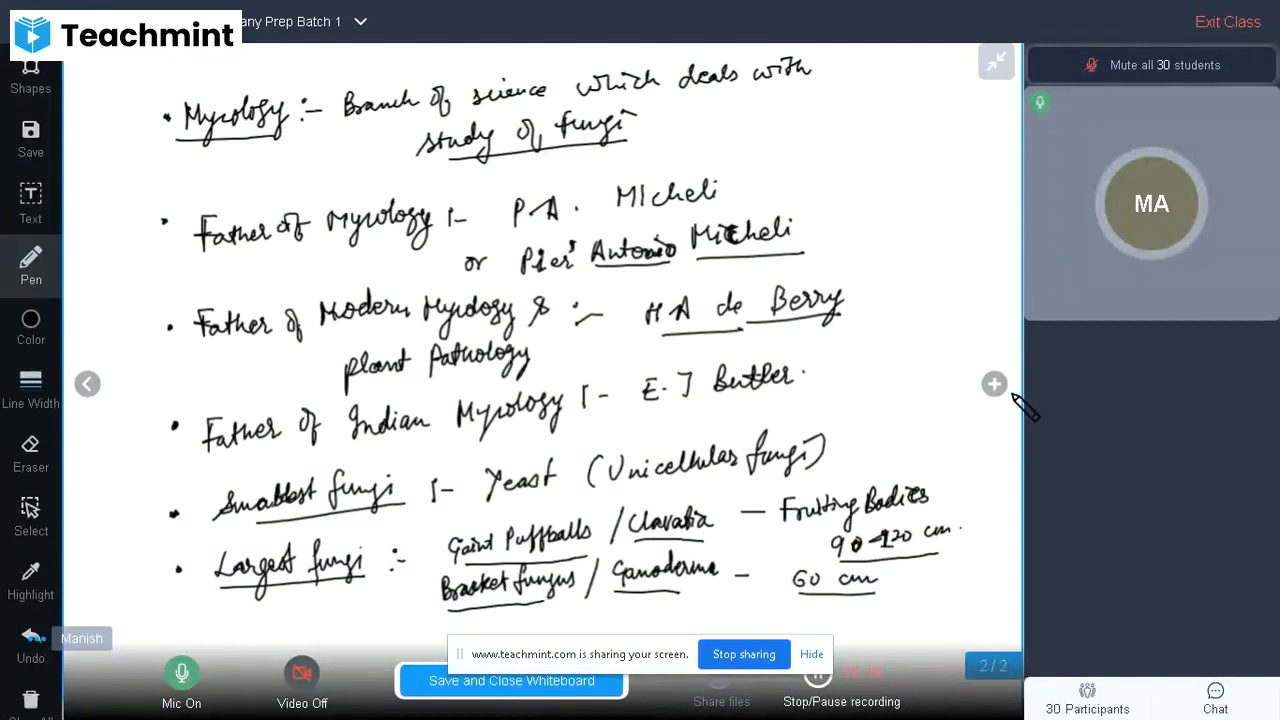 Teachmint
any Prep Batch 1
Exit Class
Shapes
Save
Text
Pen
Color
Line Width
Eraser
Select
Highlight
Undo
Manish
Mute all 30 students
MA
• Mycology :- Branch of science which deals with
study of fungi
• Father of Mycology :- P.A. Micheli
or Pier's Antonio Micheli
• Father of Modern Mycology & :- HA de Berry
plant Pathology
• Father of Indian Mycology :- E.J Butler.
• Smallest fungi :- Yeast (Unicellular fungi)
• Largest fungi :- Gaint Puffballs / Clavatia — Fruiting Bodies
90-120 cm.
Bracket fungus / Ganoderma — 60 cm
www.teachmint.com is sharing your screen. Stop sharing Hide
2 / 2
Mic On
Video Off
Save and Close Whiteboard
Share files
Stop/Pause recording
30 Participants
Chat